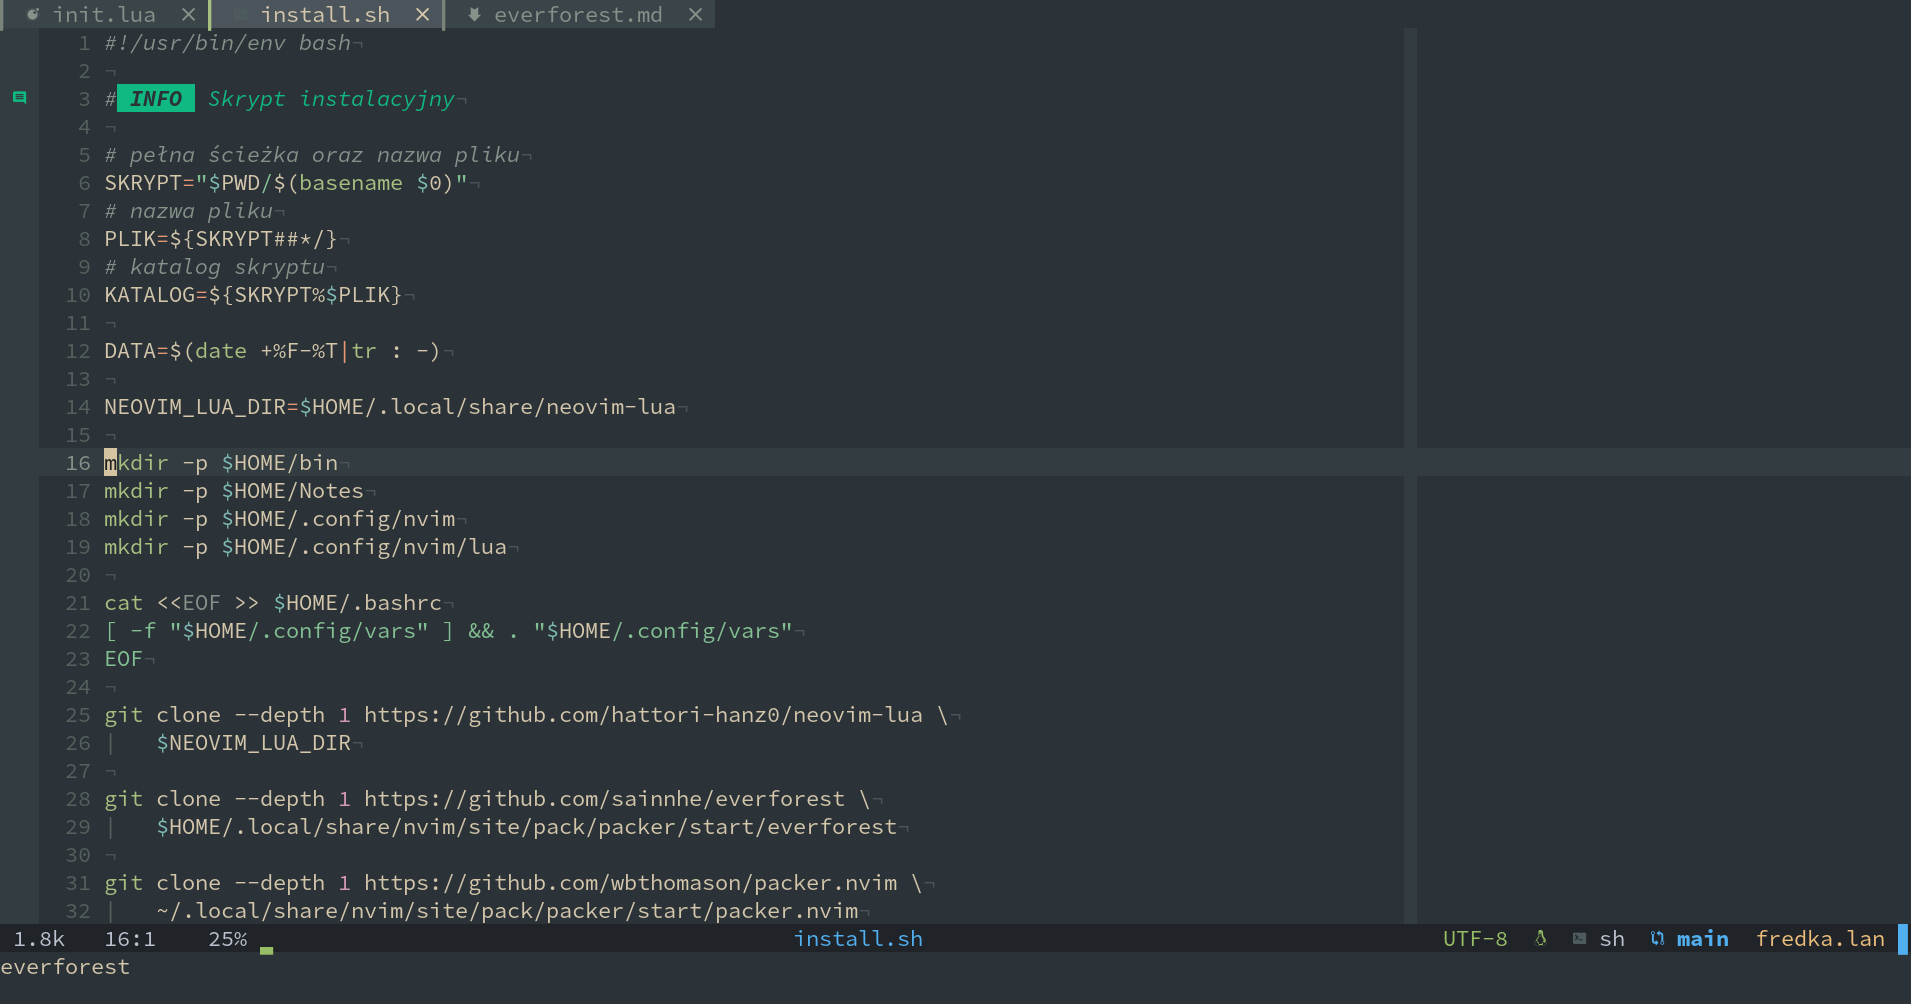 init.lua × install.sh × everforest.md ×
1 #!/usr/bin/env bash¬
2 ¬
3 # INFO Skrypt instalacyjny¬
4 ¬
5 # pełna ścieżka oraz nazwa pliku¬
6 SKRYPT="$PWD/$(basename $0)"¬
7 # nazwa pliku¬
8 PLIK=${SKRYPT##*/}¬
9 # katalog skryptu¬
10 KATALOG=${SKRYPT%$PLIK}¬
11 ¬
12 DATA=$(date +%F-%T|tr : -)¬
13 ¬
14 NEOVIM_LUA_DIR=$HOME/.local/share/neovim-lua¬
15 ¬
16 mkdir -p $HOME/bin¬
17 mkdir -p $HOME/Notes¬
18 mkdir -p $HOME/.config/nvim¬
19 mkdir -p $HOME/.config/nvim/lua¬
20 ¬
21 cat <<EOF >> $HOME/.bashrc¬
22 [ -f "$HOME/.config/vars" ] && . "$HOME/.config/vars"¬
23 EOF¬
24 ¬
25 git clone --depth 1 https://github.com/hattori-hanz0/neovim-lua \¬
26 │   $NEOVIM_LUA_DIR¬
27 ¬
28 git clone --depth 1 https://github.com/sainnhe/everforest \¬
29 │   $HOME/.local/share/nvim/site/pack/packer/start/everforest¬
30 ¬
31 git clone --depth 1 https://github.com/wbthomason/packer.nvim \¬
32 │   ~/.local/share/nvim/site/pack/packer/start/packer.nvim¬
1.8k 16:1 25% install.sh UTF-8 sh main fredka.lan
everforest